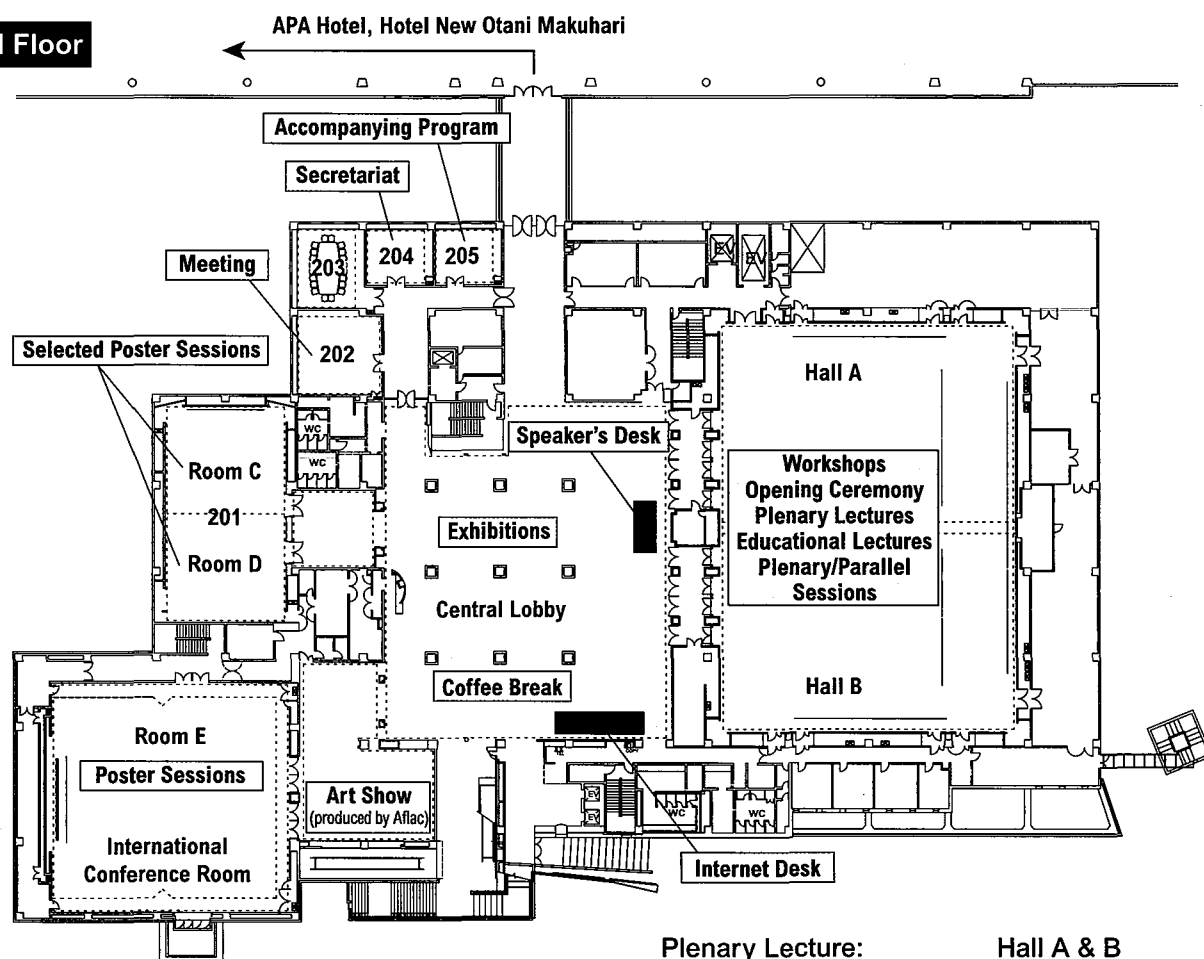 Floor
APA Hotel, Hotel New Otani Makuhari
Accompanying Program
Secretariat
203
204
205
Meeting
202
Selected Poster Sessions
Room C
201
Room D
WC
WC
EV
EV
Hall A
Speaker's Desk
Workshops
Opening Ceremony
Plenary Lectures
Educational Lectures
Plenary/Parallel
Sessions
Exhibitions
Central Lobby
Coffee Break
Hall B
Room E
Poster Sessions
International
Conference Room
Art Show
(produced by Aflac)
EV
EV
WC
WC
Internet Desk
Plenary Lecture: Hall A & B